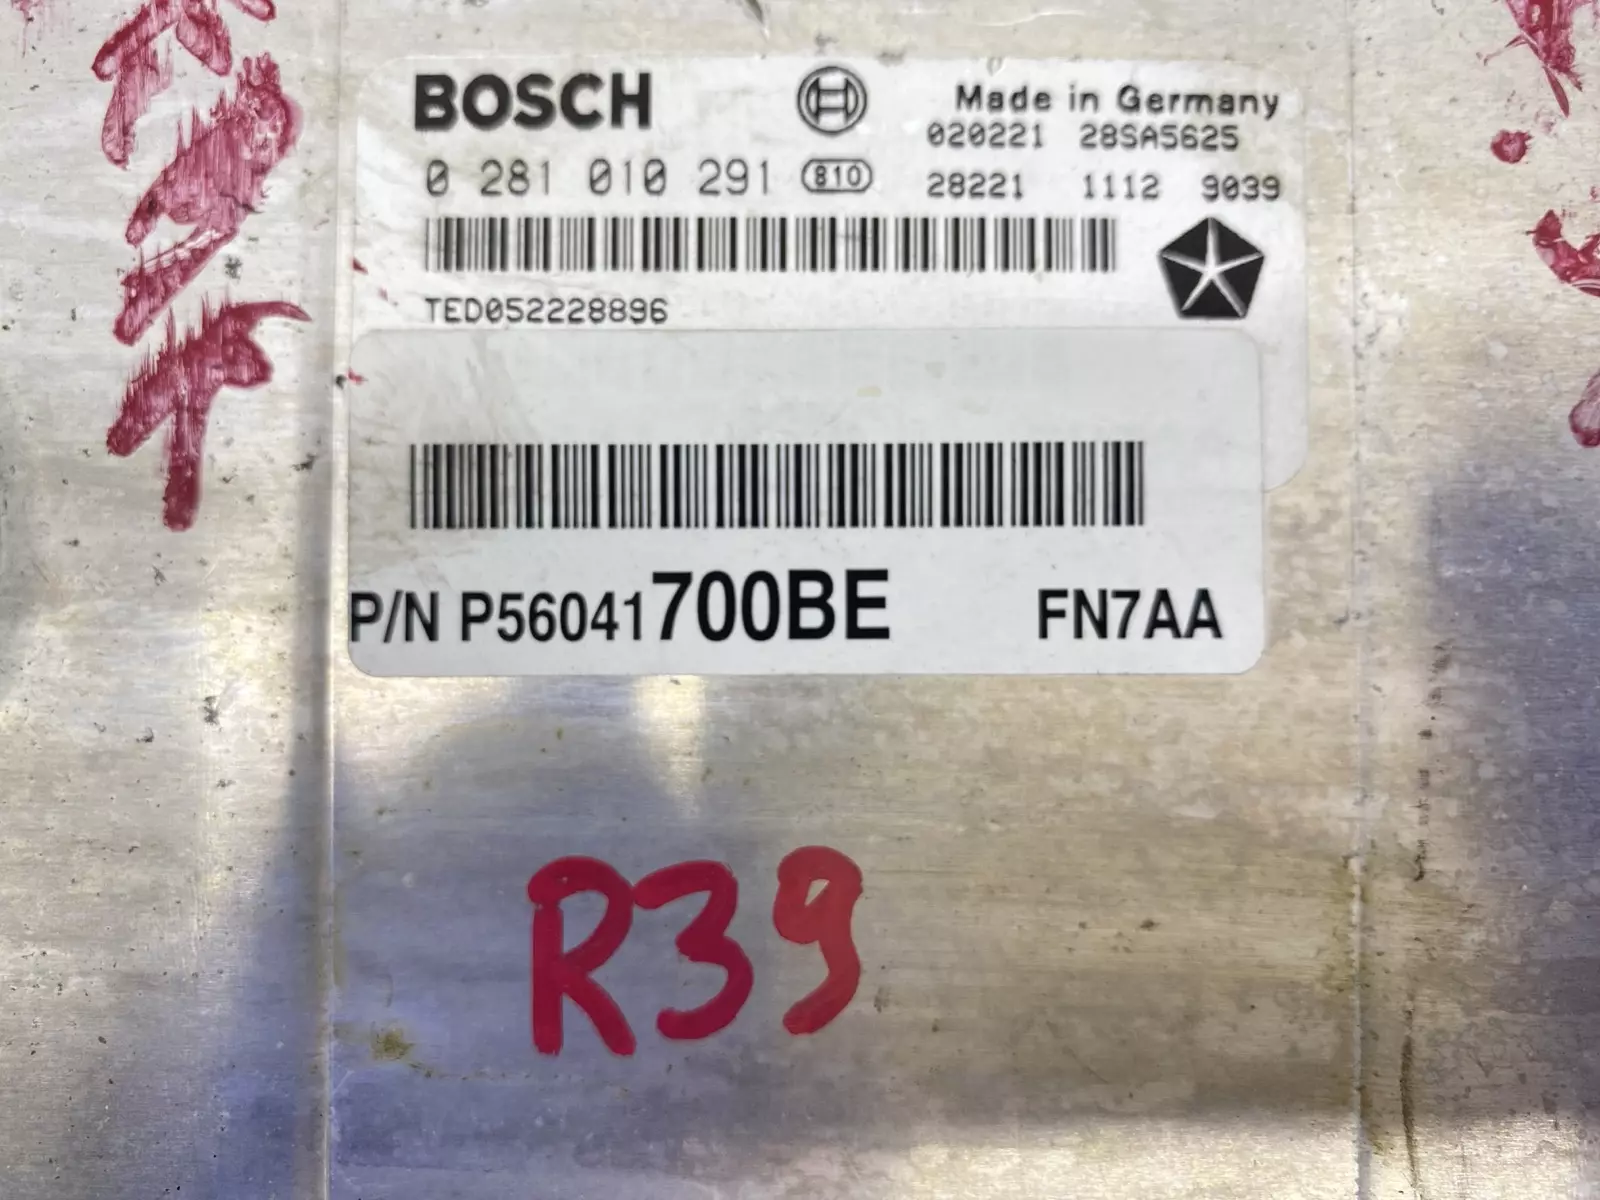 BOSCH
Made in Germany
020221 28SA5625
0 281 010 291 810
28221 1112 9039
TED052228896
P/N P56041700BE FN7AA
R39